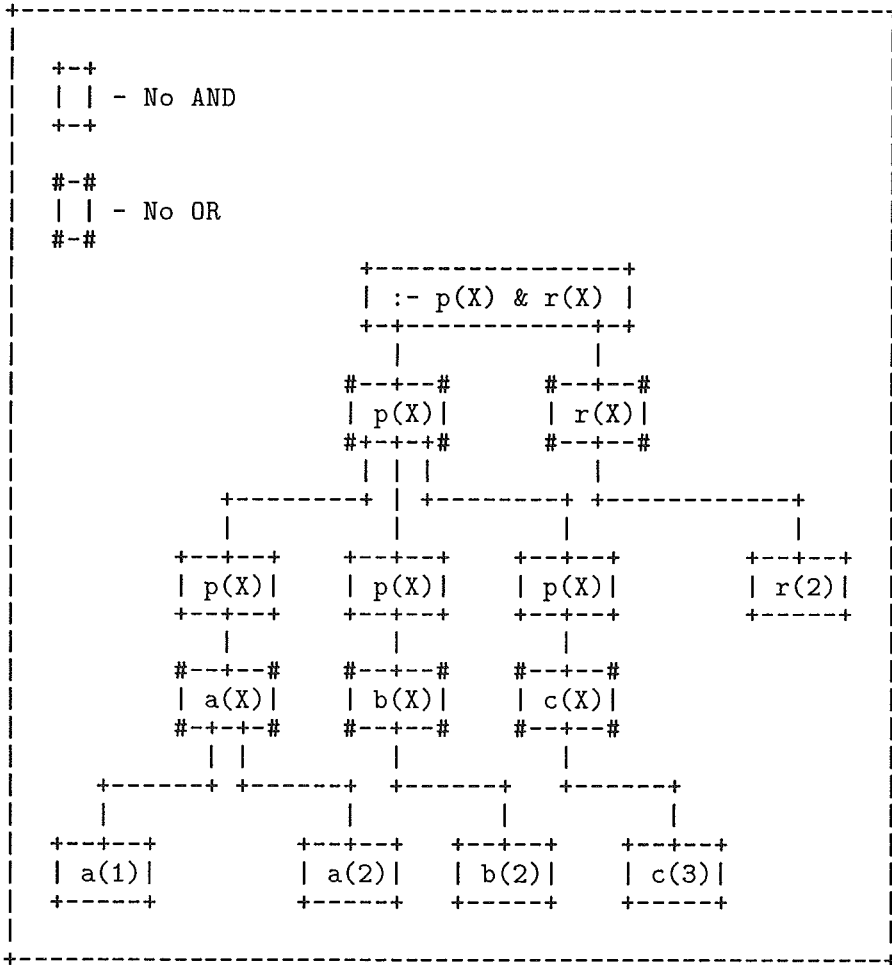 - No AND
- No OR
:- p(X) & r(X)
p(X) r(X)
p(X) p(X) p(X) r(2)
a(X) b(X) c(X)
a(1) a(2) b(2) c(3)